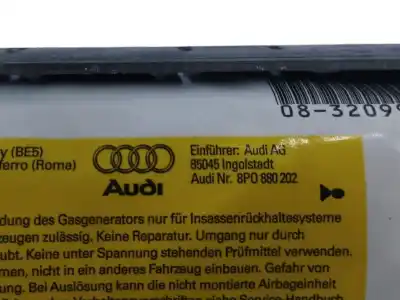 08-3209
y (BE5)
ferro (Roma)
Audi
Einführer: Audi AG
85045 Ingolstadt
Audi Nr. 8P0 880 202
dung des Gasgenerators nur für Insassenrückhaltesysteme
zeugen zulässig. Keine Reparatur. Umgang nur durch
ubt. Keine unter Spannung stehenden Prüfmittel verwenden.
men, nicht in ein anderes Fahrzeug einbauen. Gefahr von
ung. Bei Auslösung kann die nicht montierte Airbageinheit